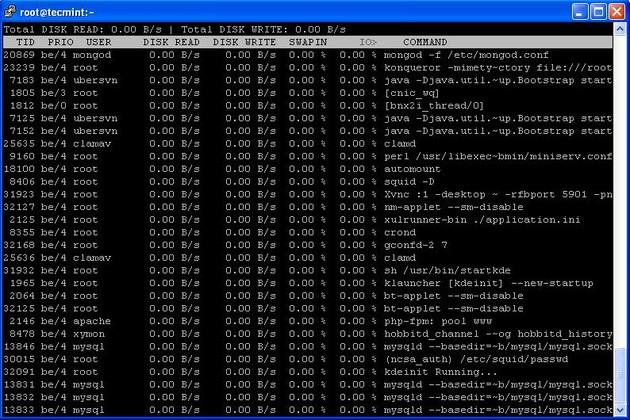 root@tecmint:~
Total DISK READ: 0.00 B/s | Total DISK WRITE: 0.00 B/s
TID PRIO USER DISK READ DISK WRITE SWAPIN IO> COMMAND
20869 be/4 mongod 0.00 B/s 0.00 B/s 0.00 % 0.00 % mongod -f /etc/mongod.conf
23239 be/4 root 0.00 B/s 0.00 B/s 0.00 % 0.00 % konqueror -mimety~ctory file:///root
7183 be/4 ubersvn 0.00 B/s 0.00 B/s 0.00 % 0.00 % java -Djava.util.~up.Bootstrap start
1805 be/3 root 0.00 B/s 0.00 B/s 0.00 % 0.00 % [cnic_wq]
1812 be/0 root 0.00 B/s 0.00 B/s 0.00 % 0.00 % [bnx2i_thread/0]
7125 be/4 ubersvn 0.00 B/s 0.00 B/s 0.00 % 0.00 % java -Djava.util.~up.Bootstrap start
7152 be/4 ubersvn 0.00 B/s 0.00 B/s 0.00 % 0.00 % java -Djava.util.~up.Bootstrap start
25635 be/4 clamav 0.00 B/s 0.00 B/s 0.00 % 0.00 % clamd
9160 be/4 root 0.00 B/s 0.00 B/s 0.00 % 0.00 % perl /usr/libexec~bmin/miniserv.conf
18100 be/4 root 0.00 B/s 0.00 B/s 0.00 % 0.00 % automount
8406 be/4 root 0.00 B/s 0.00 B/s 0.00 % 0.00 % squid -D
31923 be/4 root 0.00 B/s 0.00 B/s 0.00 % 0.00 % Xvnc :1 -desktop ~ -rfbport 5901 -pn
32127 be/4 root 0.00 B/s 0.00 B/s 0.00 % 0.00 % nm-applet --sm-disable
2125 be/4 root 0.00 B/s 0.00 B/s 0.00 % 0.00 % xulrunner-bin ./application.ini
8355 be/4 root 0.00 B/s 0.00 B/s 0.00 % 0.00 % crond
32168 be/4 root 0.00 B/s 0.00 B/s 0.00 % 0.00 % gconfd-2 7
25636 be/4 clamav 0.00 B/s 0.00 B/s 0.00 % 0.00 % clamd
31932 be/4 root 0.00 B/s 0.00 B/s 0.00 % 0.00 % sh /usr/bin/startkde
1965 be/4 root 0.00 B/s 0.00 B/s 0.00 % 0.00 % klauncher [kdeinit] --new-startup
2064 be/4 root 0.00 B/s 0.00 B/s 0.00 % 0.00 % bt-applet --sm-disable
32125 be/4 root 0.00 B/s 0.00 B/s 0.00 % 0.00 % bt-applet --sm-disable
2146 be/4 apache 0.00 B/s 0.00 B/s 0.00 % 0.00 % php-fpm: pool www
8478 be/4 xymon 0.00 B/s 0.00 B/s 0.00 % 0.00 % hobbitd_channel --og hobbitd_history
13846 be/4 mysql 0.00 B/s 0.00 B/s 0.00 % 0.00 % mysqld --basedir=~b/mysql/mysql.sock
30015 be/4 root 0.00 B/s 0.00 B/s 0.00 % 0.00 % (ncsa_auth) /etc/squid/passwd
32091 be/4 root 0.00 B/s 0.00 B/s 0.00 % 0.00 % kdeinit Running...
13831 be/4 mysql 0.00 B/s 0.00 B/s 0.00 % 0.00 % mysqld --basedir=~b/mysql/mysql.sock
13832 be/4 mysql 0.00 B/s 0.00 B/s 0.00 % 0.00 % mysqld --basedir=~b/mysql/mysql.sock
13833 be/4 mysql 0.00 B/s 0.00 B/s 0.00 % 0.00 % mysqld --basedir=~b/mysql/mysql.sock